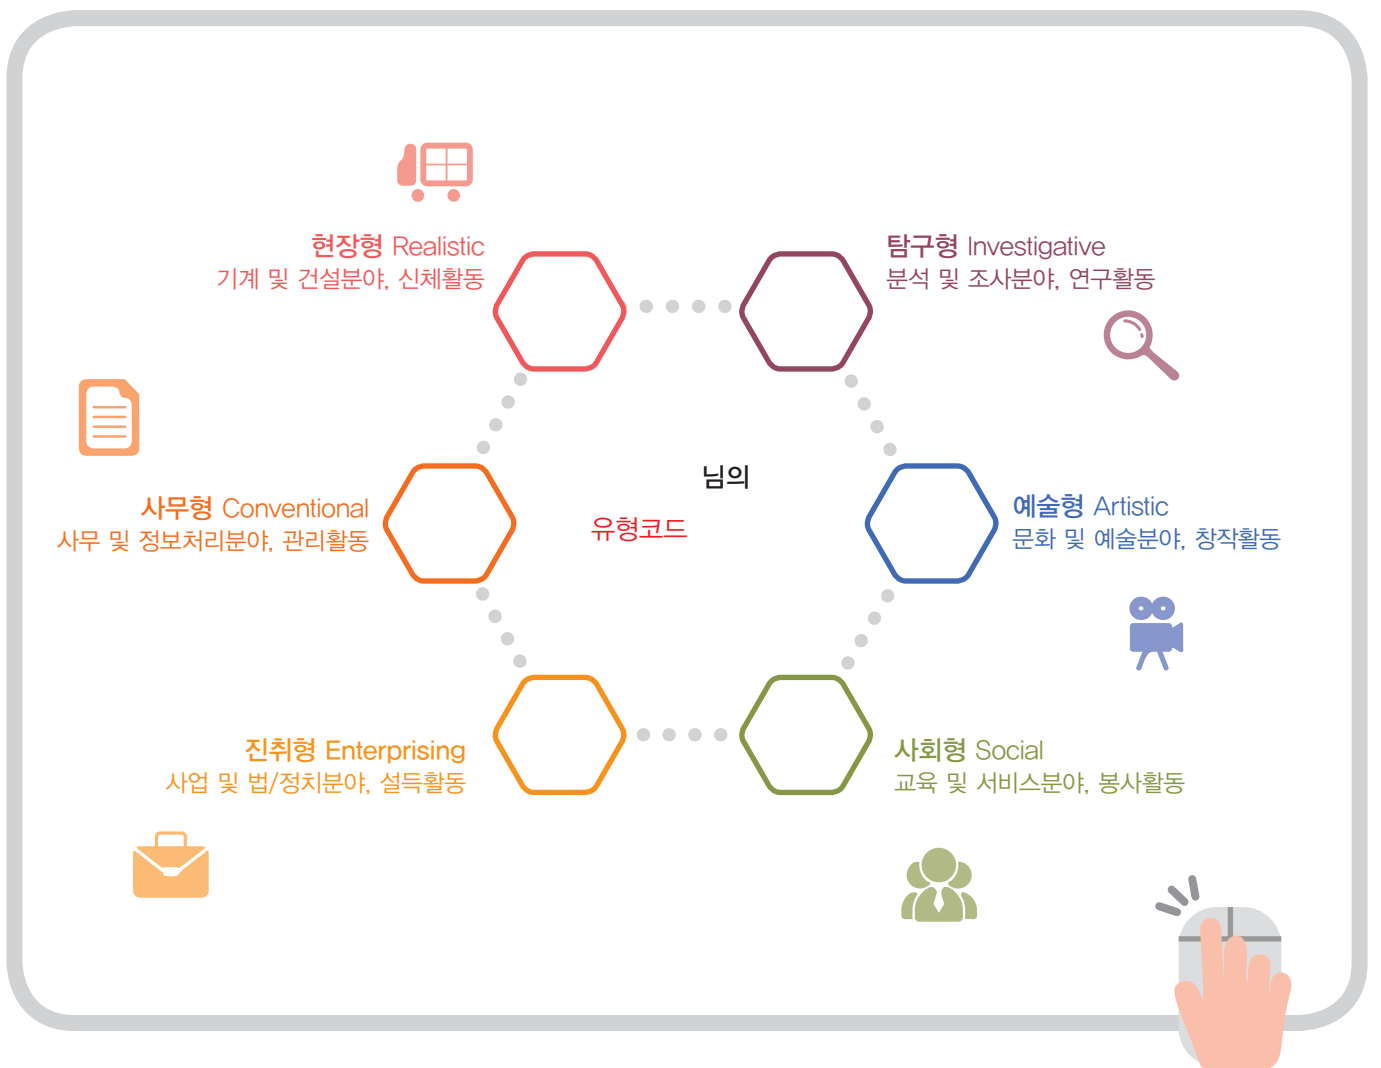 현장형 Realistic
기계 및 건설분야, 신체활동
탐구형 Investigative
분석 및 조사분야, 연구활동
님의
유형코드
사무형 Conventional
사무 및 정보처리분야, 관리활동
예술형 Artistic
문화 및 예술분야, 창작활동
진취형 Enterprising
사업 및 법/정치분야, 설득활동
사회형 Social
교육 및 서비스분야, 봉사활동